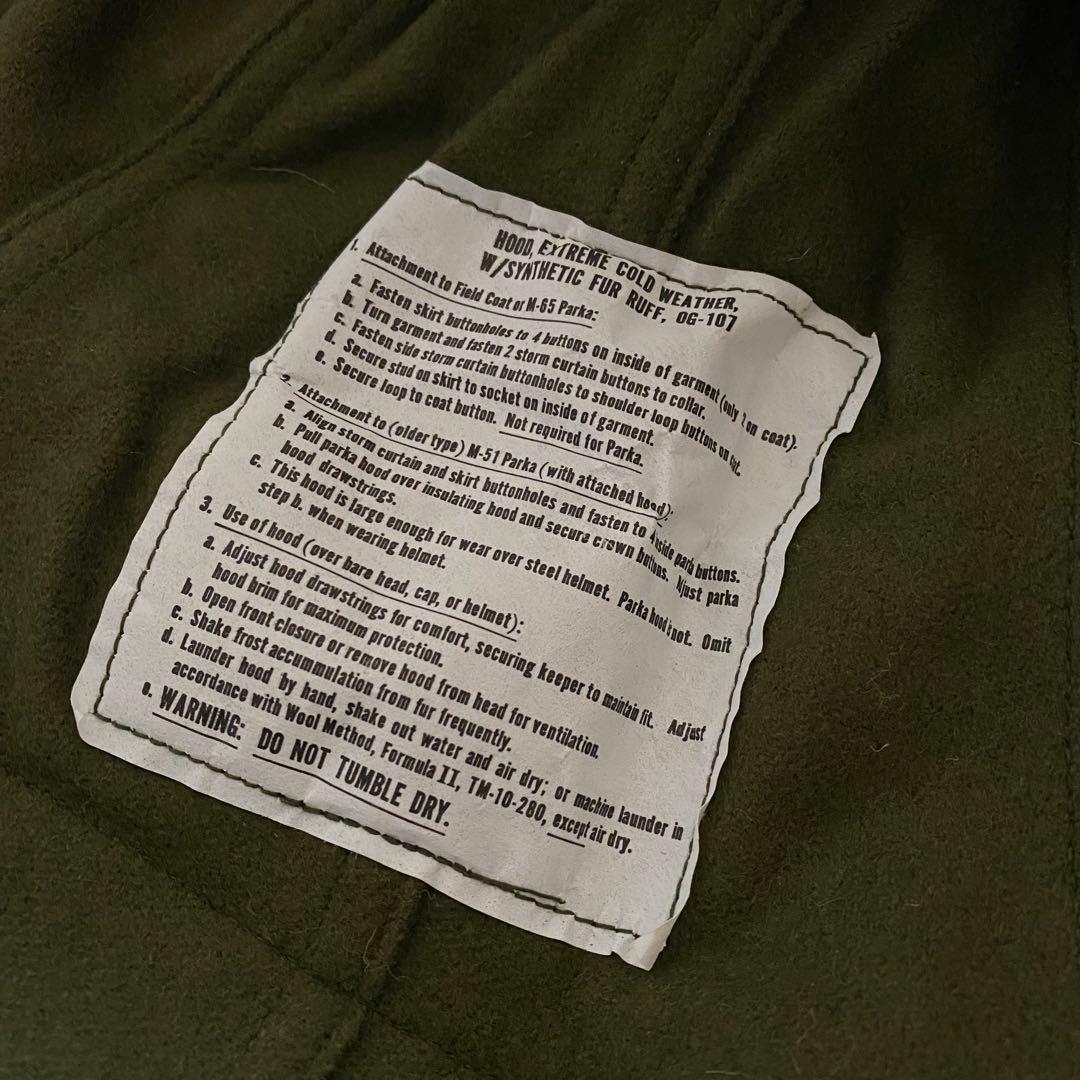 HOOD, EXTREME COLD WEATHER,
W/SYNTHETIC FUR RUFF, OG-107
1. Attachment to Field Coat or M-65 Parka:
a. Fasten skirt buttonholes to 4 buttons on inside of garment (only 2 on coat).
b. Turn garment and fasten 2 storm curtain buttons to collar.
c. Fasten side storm curtain buttonholes to shoulder loop buttons on
d. Secure stud on skirt to socket on inside of garment.
e. Secure loop to coat button. Not required for Parka.
2. Attachment to (older type) M-51 Parka (with attached hood):
a. Align storm curtain and skirt buttonholes and fasten to 4 inside parka buttons.
b. Pull parka hood over insulating hood and secure crown buttons. Adjust parka
hood drawstrings.
c. This hood is large enough for wear over steel helmet. Parka hood is not. Omit
step b. when wearing helmet.
3. Use of hood (over bare head, cap, or helmet):
a. Adjust hood drawstrings for comfort, securing keeper to maintain fit. Adjust
hood brim for maximum protection.
b. Open front closure or remove hood from head for ventilation.
c. Shake frost accummulation from fur frequently.
d. Launder hood by hand, shake out water and air dry; or machine launder in
accordance with Wool Method, Formula II, TM-10-280, except air dry.
e. WARNING: DO NOT TUMBLE DRY.